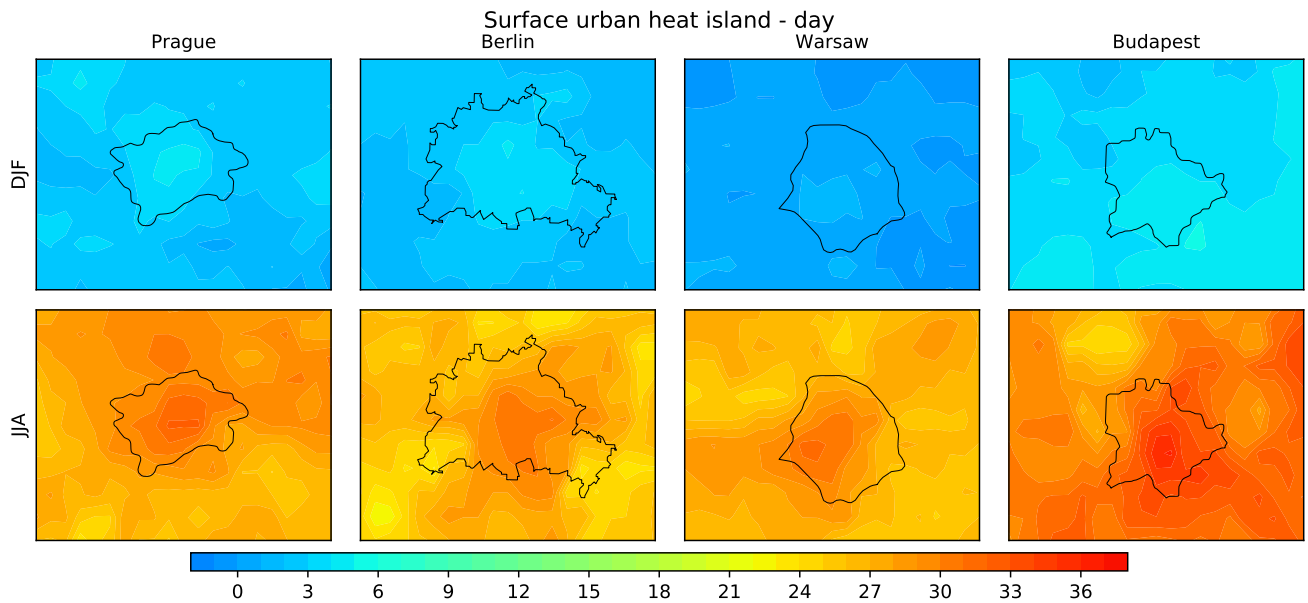 Surface urban heat island - day
Prague Berlin Warsaw Budapest
DJF
JJA
0 3 6 9 12 15 18 21 24 27 30 33 36